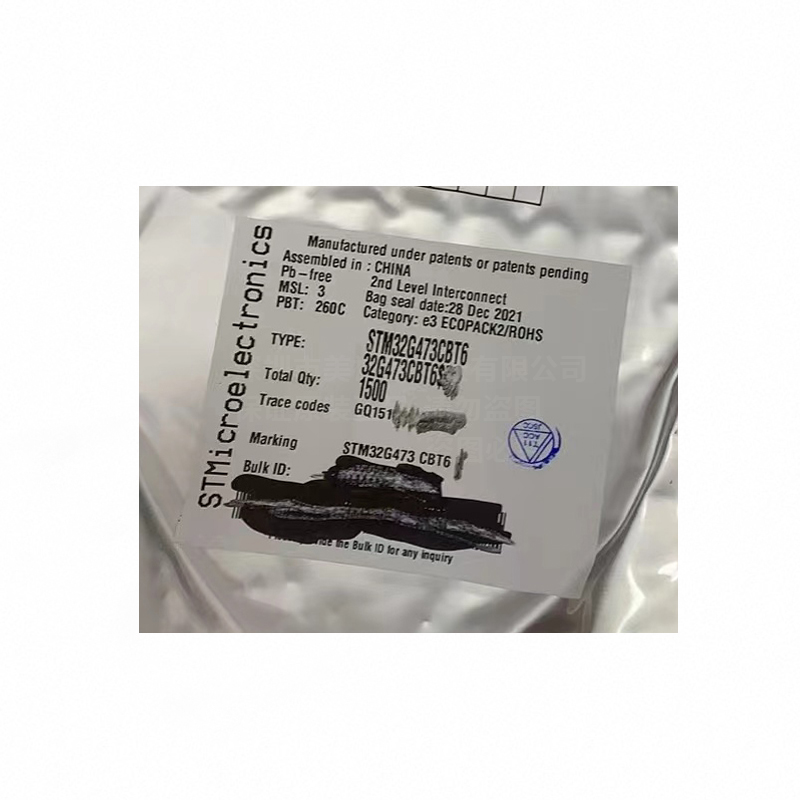 STMicroelectronics
Manufactured under patents or patents pending
Assembled in : CHINA
Pb-free 2nd Level Interconnect
MSL: 3 Bag seal date:28 Dec 2021
PBT: 260C Category: e3 ECOPACK2/ROHS
TYPE: STM32G473CBT6
32G473CBT6$
Total Qty: 1500
Trace codes GQ151
Marking STM32G473 CBT6
Bulk ID:
the Bulk ID for any inquiry